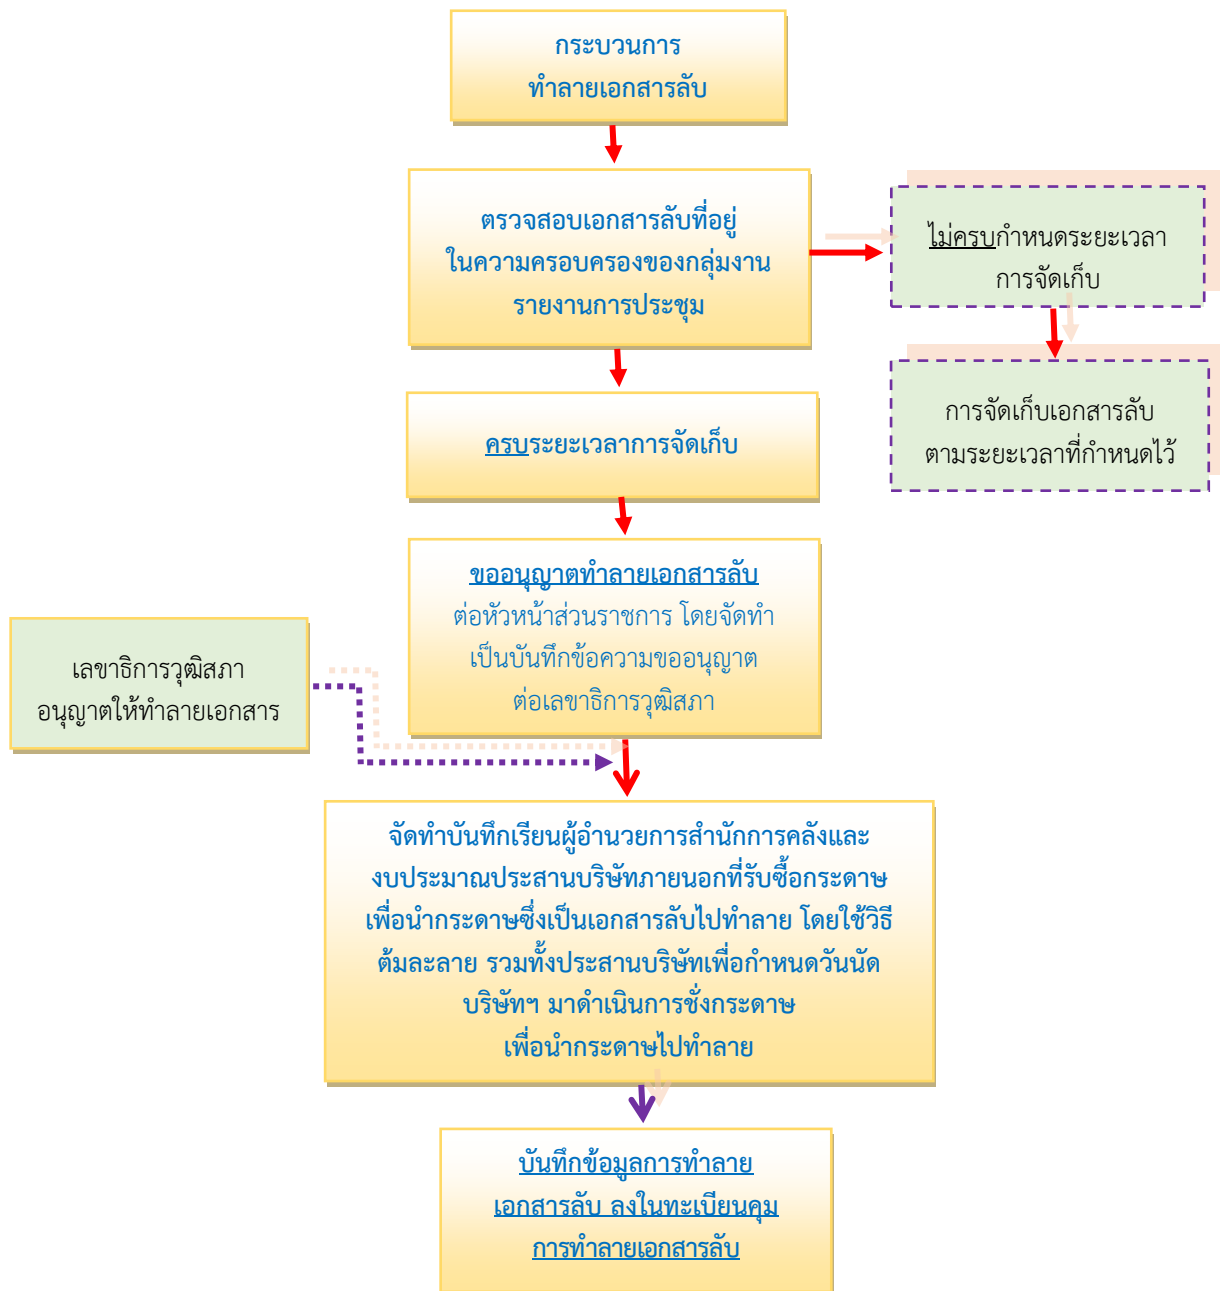 กระบวนการ
ทำลายเอกสารลับ
ตรวจสอบเอกสารลับที่อยู่
ในความครอบครองของกลุ่มงาน
รายงานการประชุม
ไม่ครบกำหนดระยะเวลา
การจัดเก็บ
การจัดเก็บเอกสารลับ
ตามระยะเวลาที่กำหนดไว้
ครบระยะเวลาการจัดเก็บ
ขออนุญาตทำลายเอกสารลับ
ต่อหัวหน้าส่วนราชการ โดยจัดทำ
เป็นบันทึกข้อความขออนุญาต
ต่อเลขาธิการวุฒิสภา
เลขาธิการวุฒิสภา
อนุญาตให้ทำลายเอกสาร
จัดทำบันทึกเรียนผู้อำนวยการสำนักการคลังและ
งบประมาณประสานบริษัทภายนอกที่รับซื้อกระดาษ
เพื่อนำกระดาษซึ่งเป็นเอกสารลับไปทำลาย โดยใช้วิธี
ต้มละลาย รวมทั้งประสานบริษัทเพื่อกำหนดวันนัด
บริษัทฯ มาดำเนินการชั่งกระดาษ
เพื่อนำกระดาษไปทำลาย
บันทึกข้อมูลการทำลาย
เอกสารลับ ลงในทะเบียนคุม
การทำลายเอกสารลับ